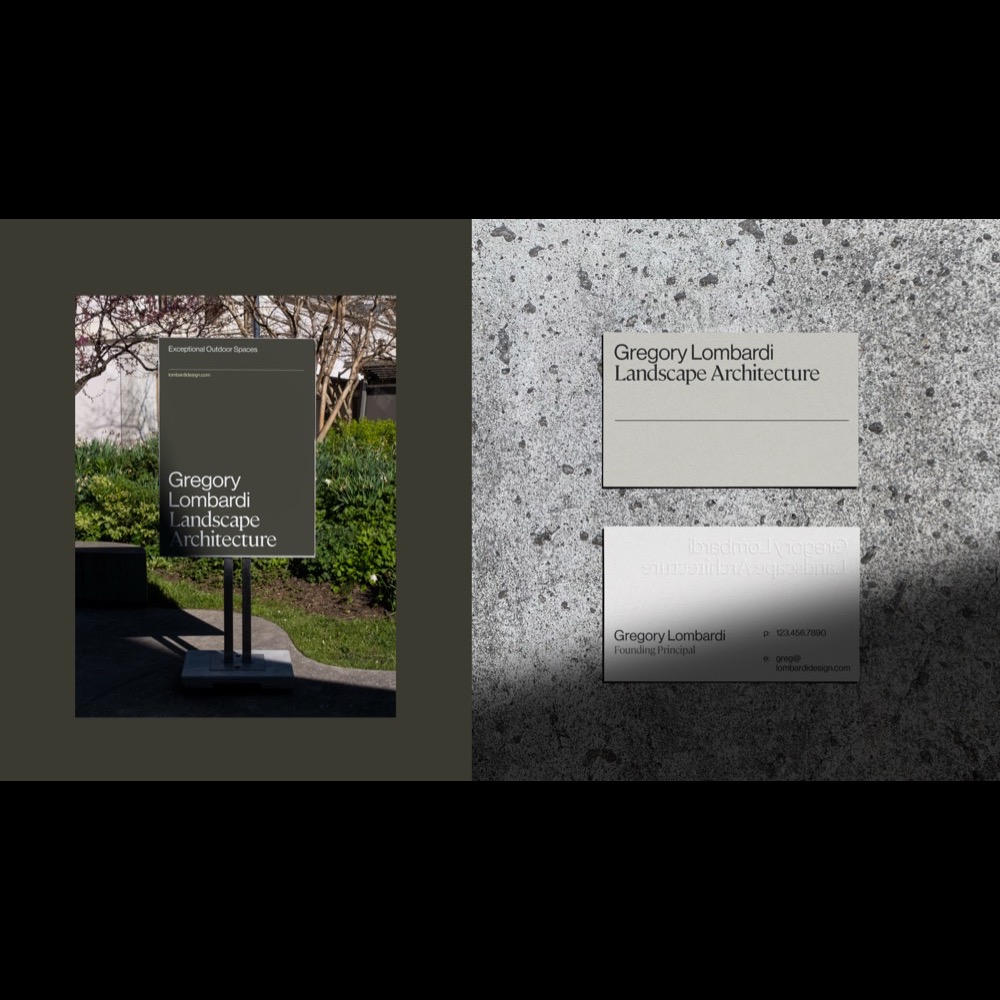 Exceptional Outdoor Spaces
lombardidesign.com
Gregory
Lombardi
Landscape
Architecture
Gregory Lombardi
Landscape Architecture
Gregory Lombardi
Landscape Architecture
Gregory Lombardi
Founding Principal
p: 123.456.7890
e: greg@
lombardidesign.com